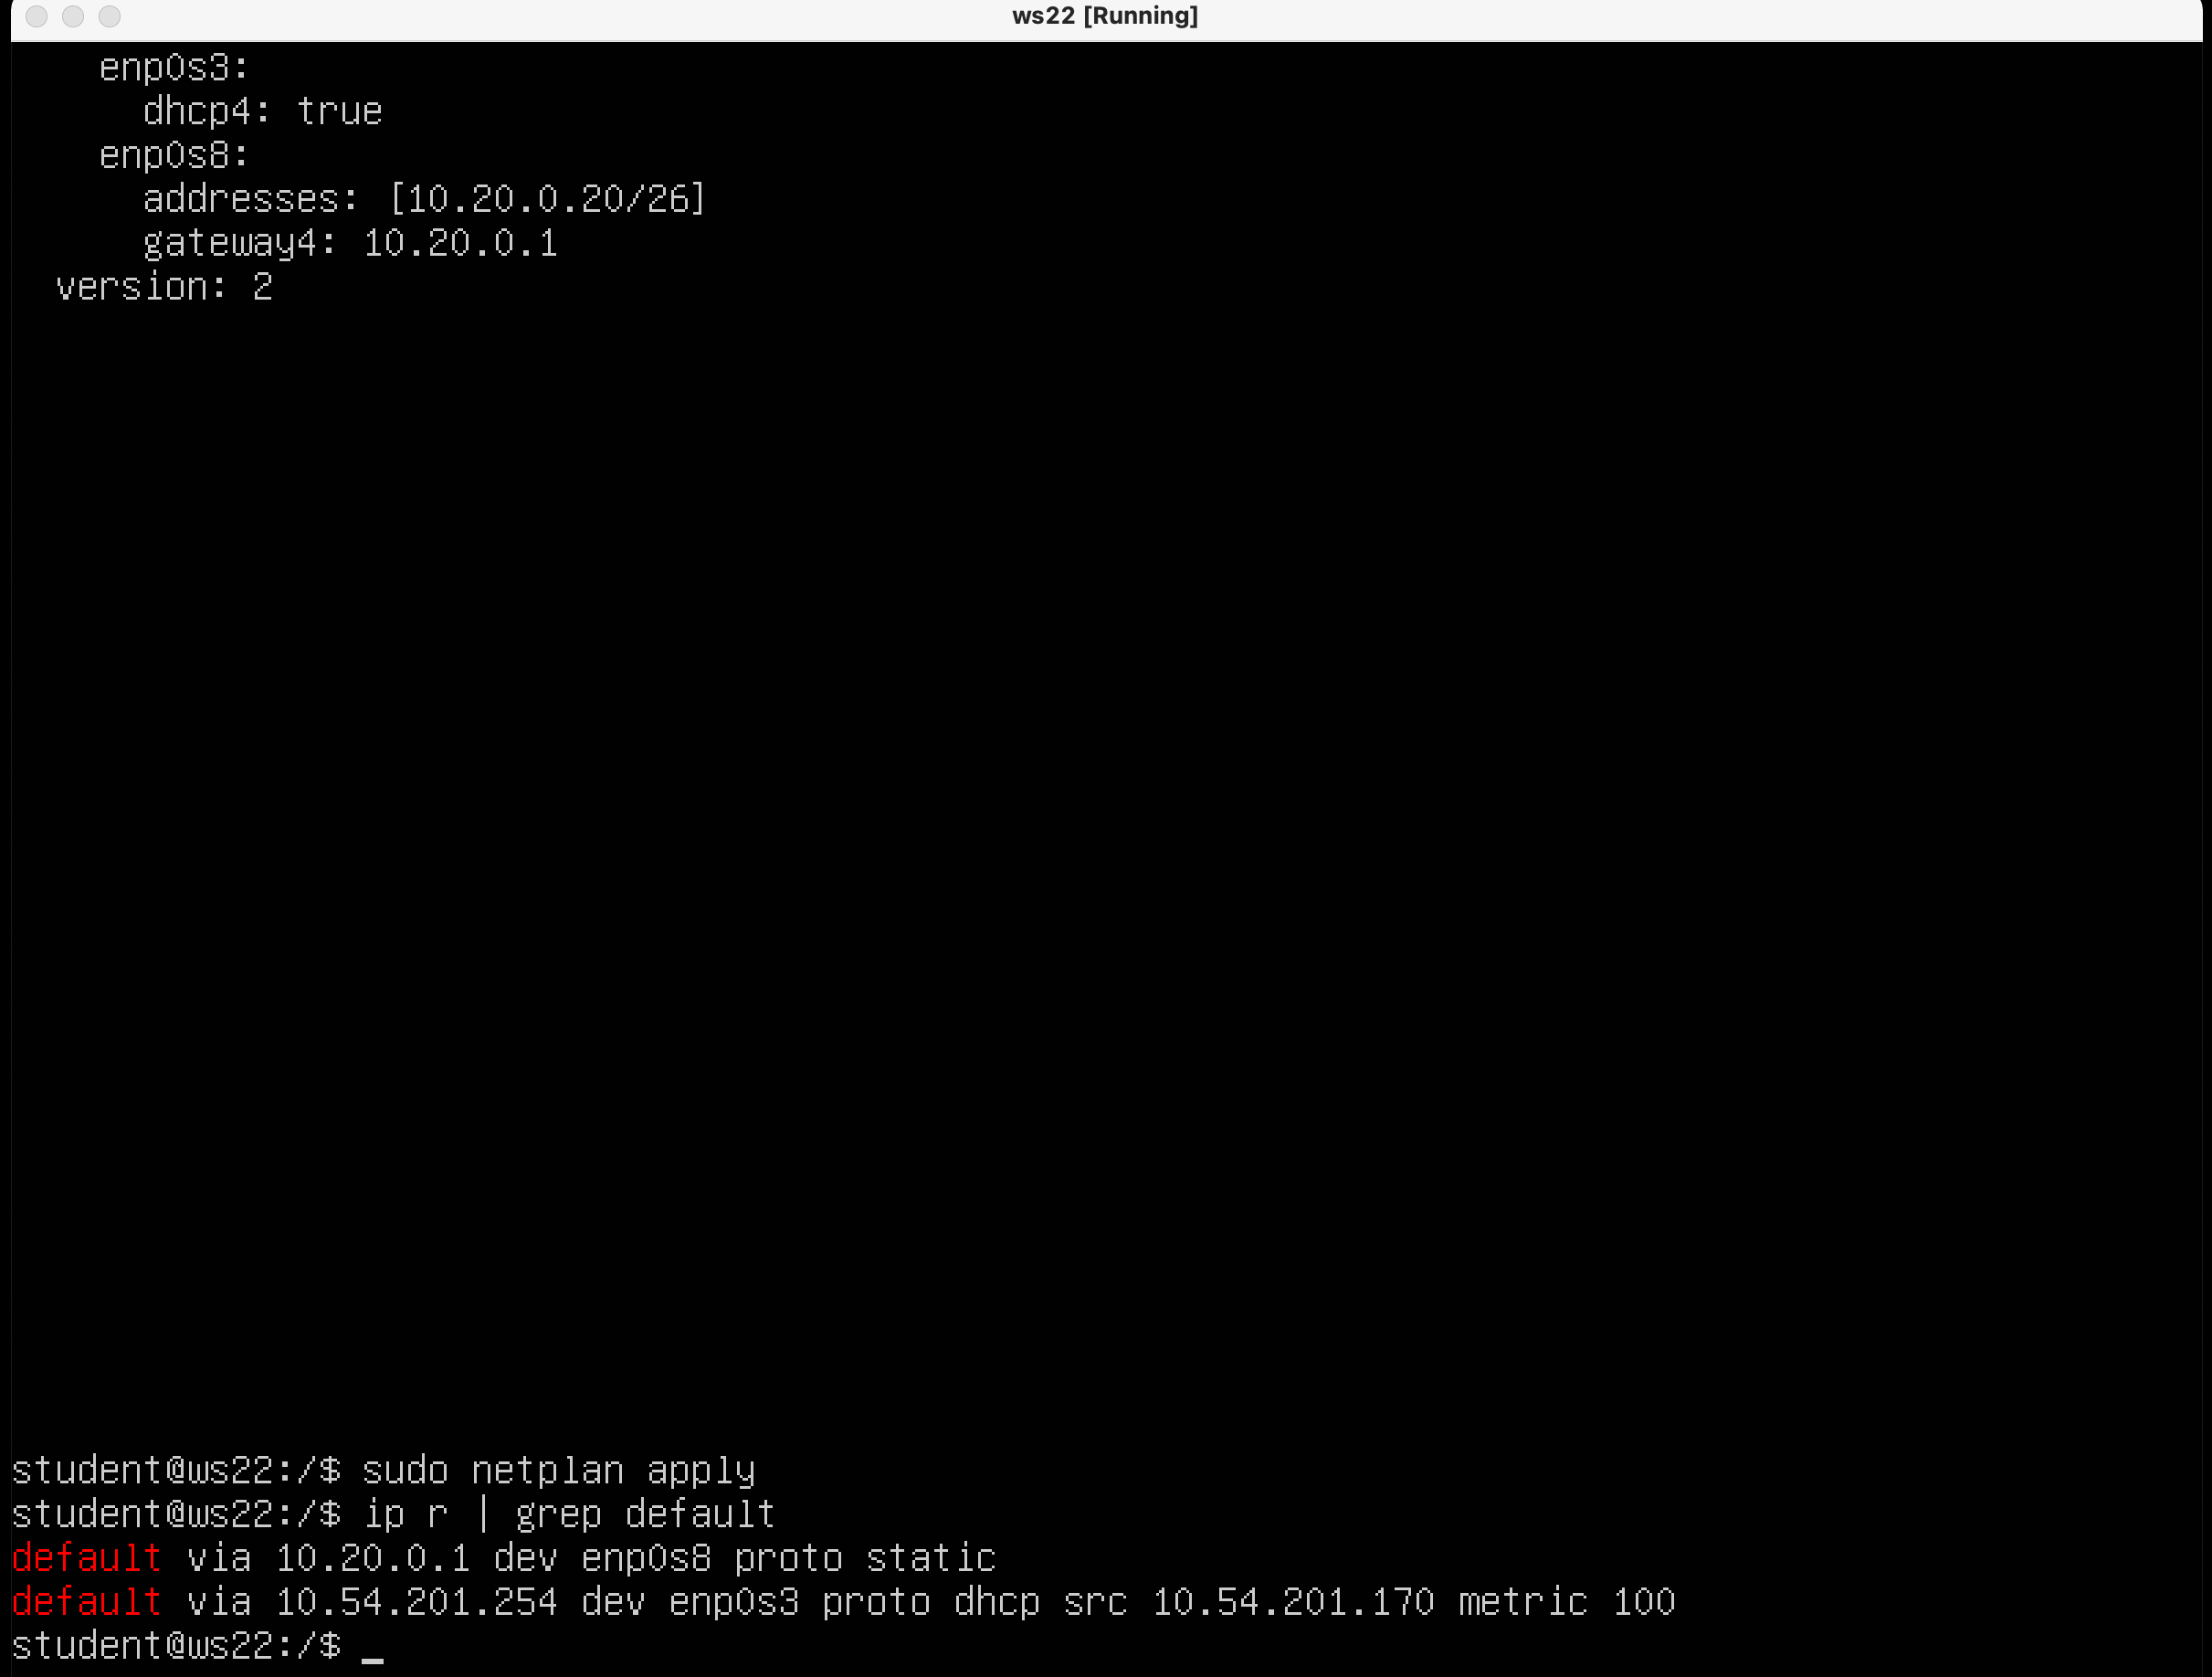 ws22 [Running]
enp0s3:
dhcp4: true
enp0s8:
addresses: [10.20.0.20/26]
gateway4: 10.20.0.1
version: 2
student@ws22:/$ sudo netplan apply
student@ws22:/$ ip r | grep default
default via 10.20.0.1 dev enp0s8 proto static
default via 10.54.201.254 dev enp0s3 proto dhcp src 10.54.201.170 metric 100
student@ws22:/$ _